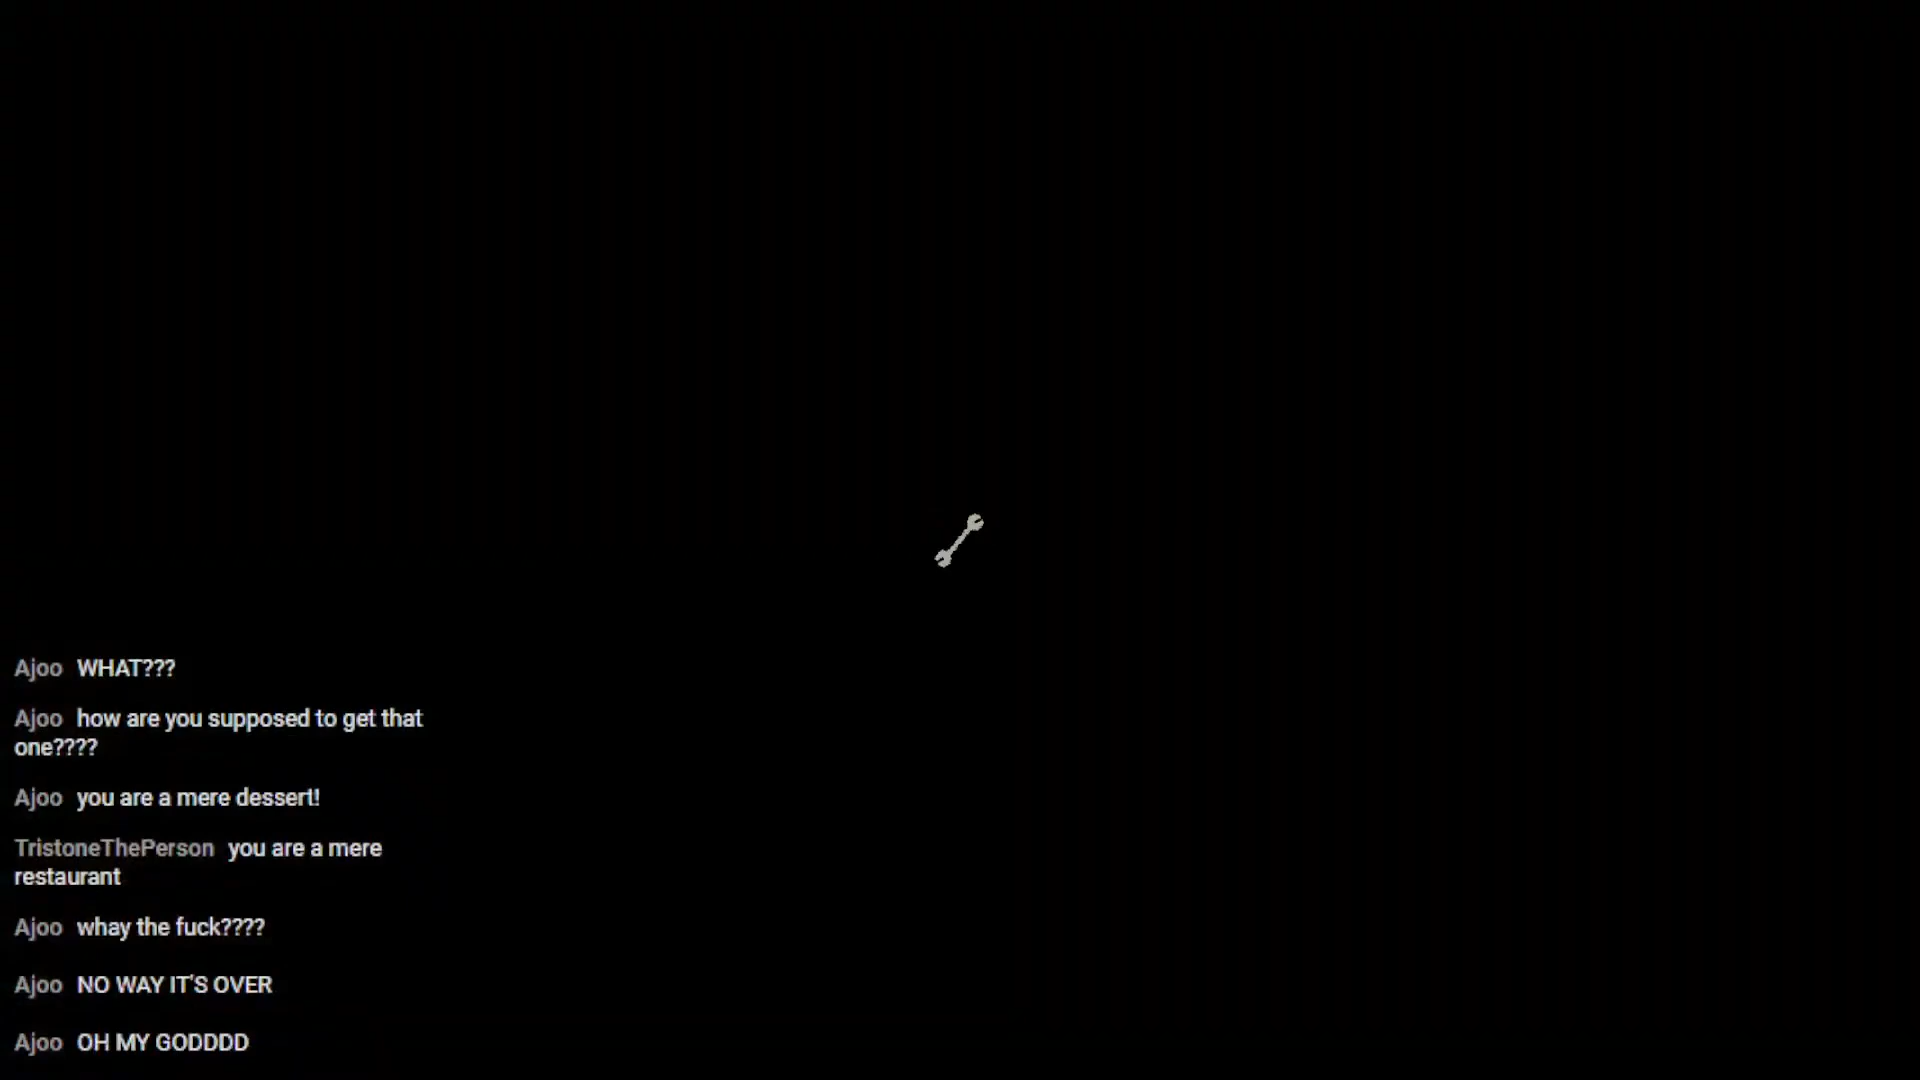 Ajoo WHAT???
Ajoo how are you supposed to get that
one????
Ajoo you are a mere dessert!
TristoneThePerson you are a mere
restaurant
Ajoo whay the fuck????
Ajoo NO WAY IT'S OVER
Ajoo OH MY GODDDD